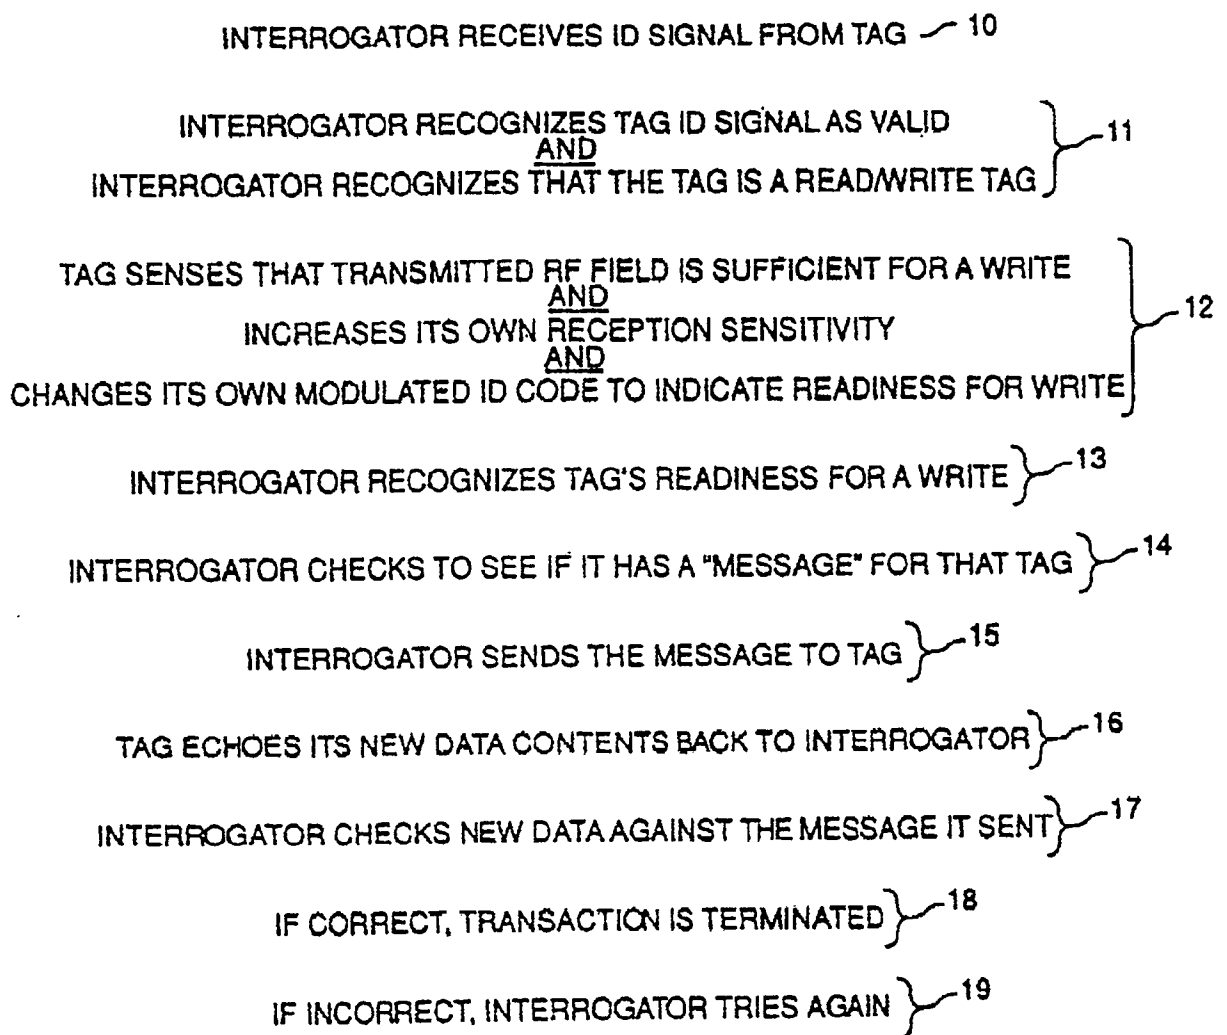 INTERROGATOR RECEIVES ID SIGNAL FROM TAG 10
INTERROGATOR RECOGNIZES TAG ID SIGNAL AS VALID
AND
INTERROGATOR RECOGNIZES THAT THE TAG IS A READ/WRITE TAG
11
TAG SENSES THAT TRANSMITTED RF FIELD IS SUFFICIENT FOR A WRITE
AND
INCREASES ITS OWN RECEPTION SENSITIVITY
AND
CHANGES ITS OWN MODULATED ID CODE TO INDICATE READINESS FOR WRITE
12
INTERROGATOR RECOGNIZES TAG'S READINESS FOR A WRITE 13
INTERROGATOR CHECKS TO SEE IF IT HAS A "MESSAGE" FOR THAT TAG 14
INTERROGATOR SENDS THE MESSAGE TO TAG 15
TAG ECHOES ITS NEW DATA CONTENTS BACK TO INTERROGATOR 16
INTERROGATOR CHECKS NEW DATA AGAINST THE MESSAGE IT SENT 17
IF CORRECT, TRANSACTION IS TERMINATED 18
IF INCORRECT, INTERROGATOR TRIES AGAIN 19